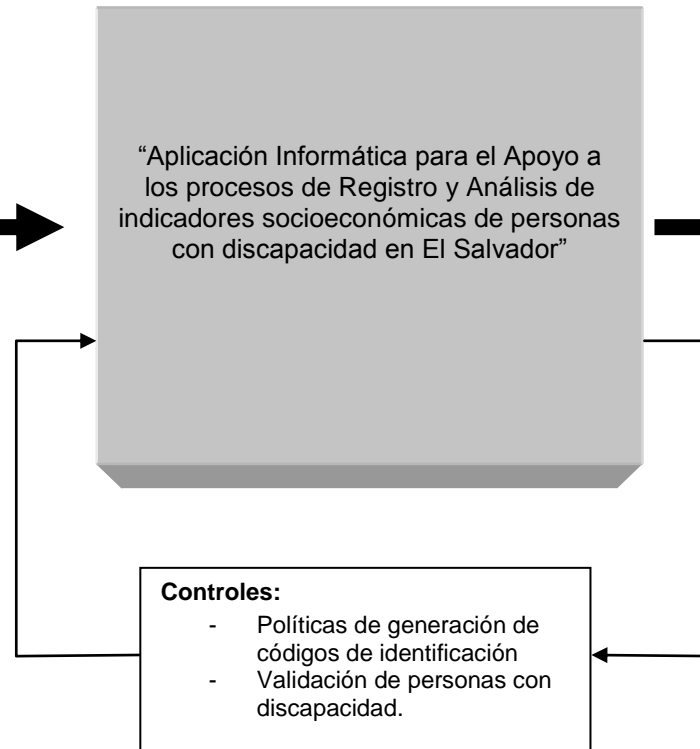 “Aplicación Informática para el Apoyo a
los procesos de Registro y Análisis de
indicadores socioeconómicas de personas
con discapacidad en El Salvador”
Controles:
- Políticas de generación de
códigos de identificación
- Validación de personas con
discapacidad.